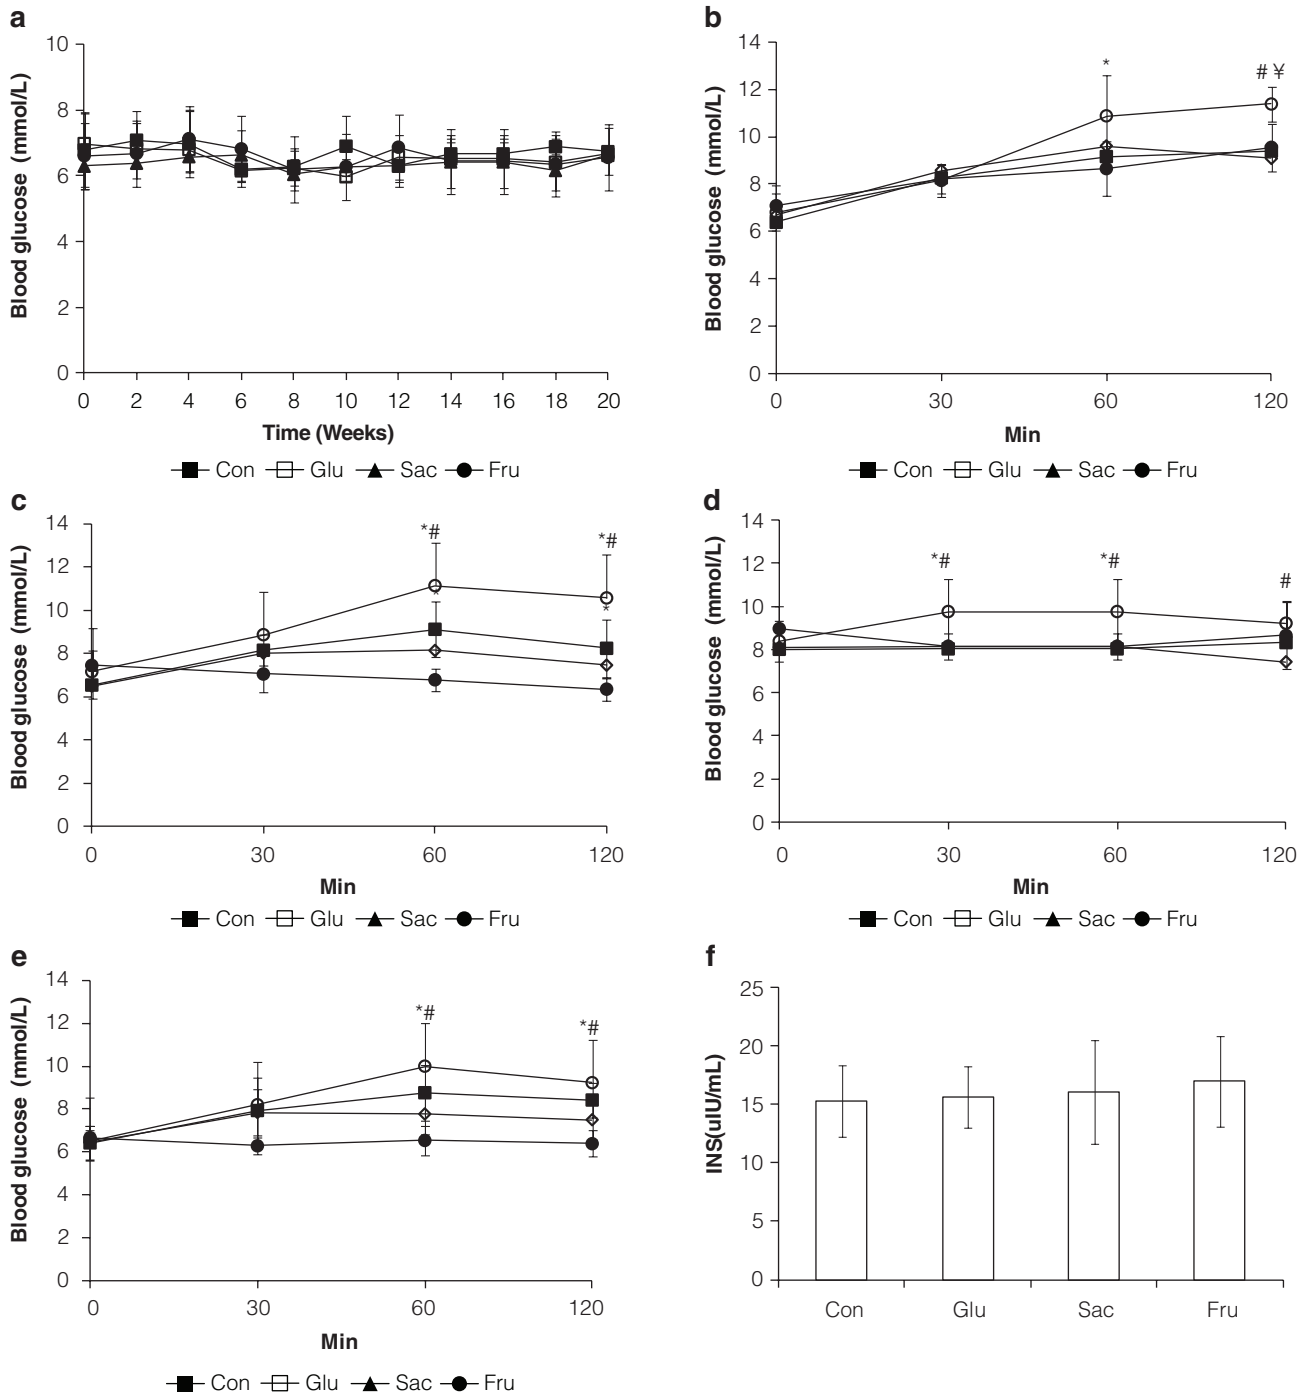 a
10
8
6
4
2
0
Blood glucose (mmol/L)
0 2 4 6 8 10 12 14 16 18 20
Time (Weeks)
Con Glu Sac Fru
b
14
12
10
8
6
4
2
0
Blood glucose (mmol/L)
* # ¥
0 30 60 120
Min
Con Glu Sac Fru
c
14
12
10
8
6
4
2
0
Blood glucose (mmol/L)
*# *#
* *
0 30 60 120
Min
Con Glu Sac Fru
d
14
12
10
8
6
4
2
0
Blood glucose (mmol/L)
*# *# #
0 30 60 120
Min
Con Glu Sac Fru
e
14
12
10
8
6
4
2
0
Blood glucose (mmol/L)
*# *#
0 30 60 120
Min
Con Glu Sac Fru
f
25
20
15
10
5
0
INS(uIU/mL)
Con Glu Sac Fru